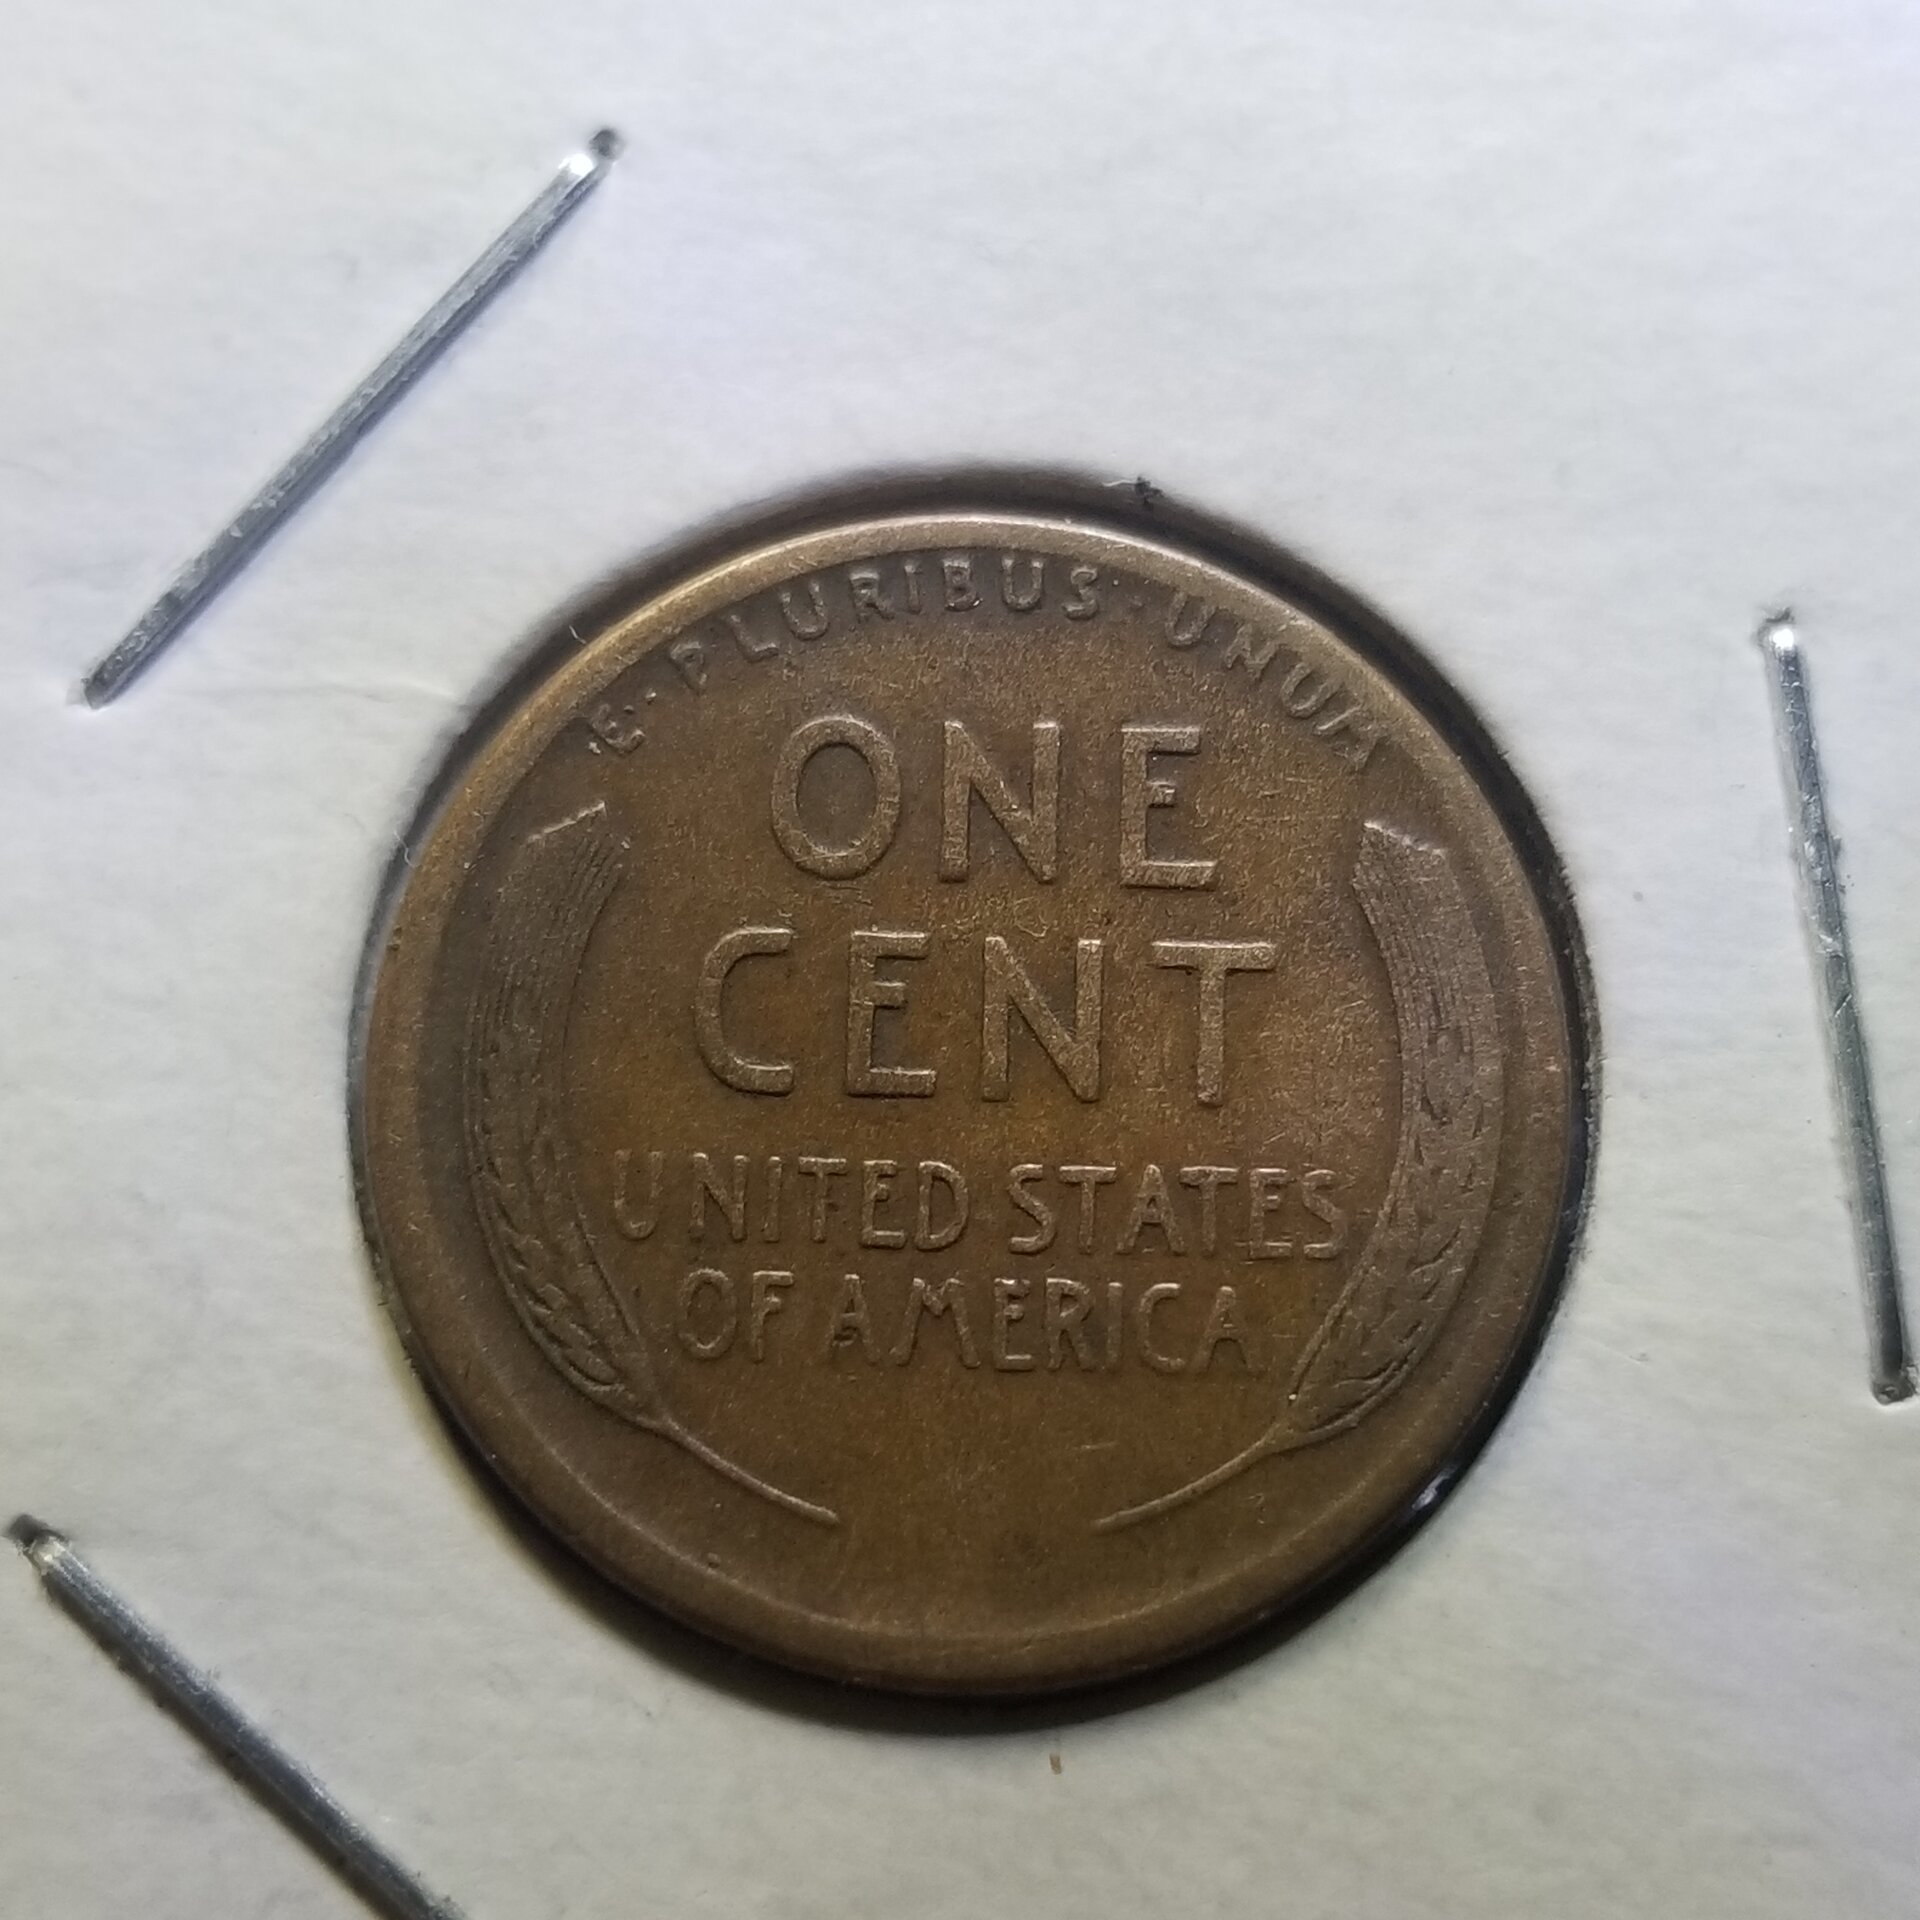 E·PLURIBUS·UNUM
ONE
CENT
UNITED STATES
OF AMERICA